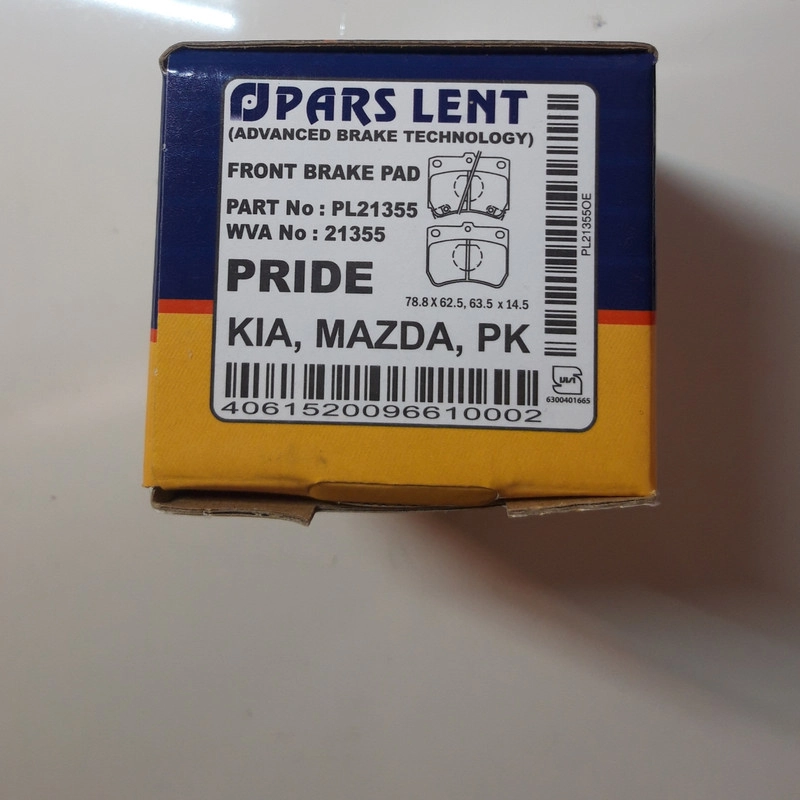 PARS LENT
(ADVANCED BRAKE TECHNOLOGY)
FRONT BRAKE PAD
PART No : PL21355
WVA No : 21355
PRIDE
78.8 X 62.5, 63.5 x 14.5
KIA, MAZDA, PK
4061520096610002
PL21355OE
6300401665